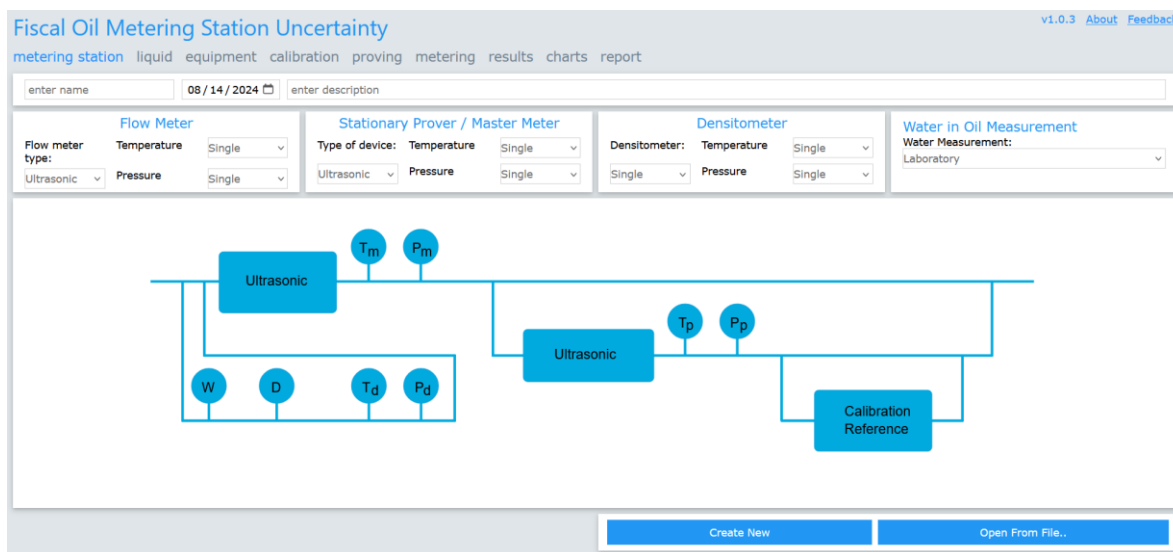 Fiscal Oil Metering Station Uncertainty
v1.0.3 About Feedback
metering station liquid equipment calibration proving metering results charts report
enter name 08/14/2024 enter description
Flow Meter
Flow meter type:
Ultrasonic
Temperature Single
Pressure Single
Stationary Prover / Master Meter
Type of device:
Ultrasonic
Temperature Single
Pressure Single
Densitometer
Densitometer:
Single
Temperature Single
Pressure Single
Water in Oil Measurement
Water Measurement:
Laboratory
Tm Pm
Ultrasonic
Tp Pp
Ultrasonic
W D Td Pd
Calibration
Reference
Create New Open From File..